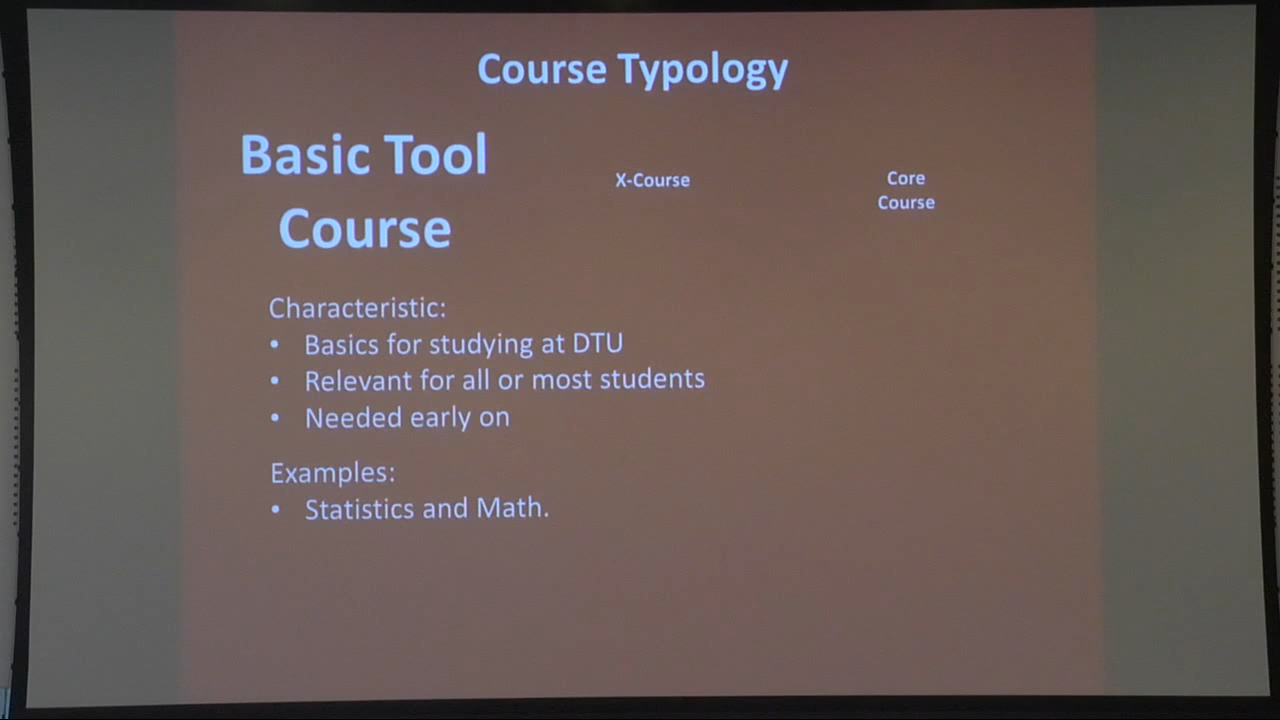 Course Typology
Basic Tool
Course
X-Course
Core
Course
Characteristic:
• Basics for studying at DTU
• Relevant for all or most students
• Needed early on
Examples:
• Statistics and Math.